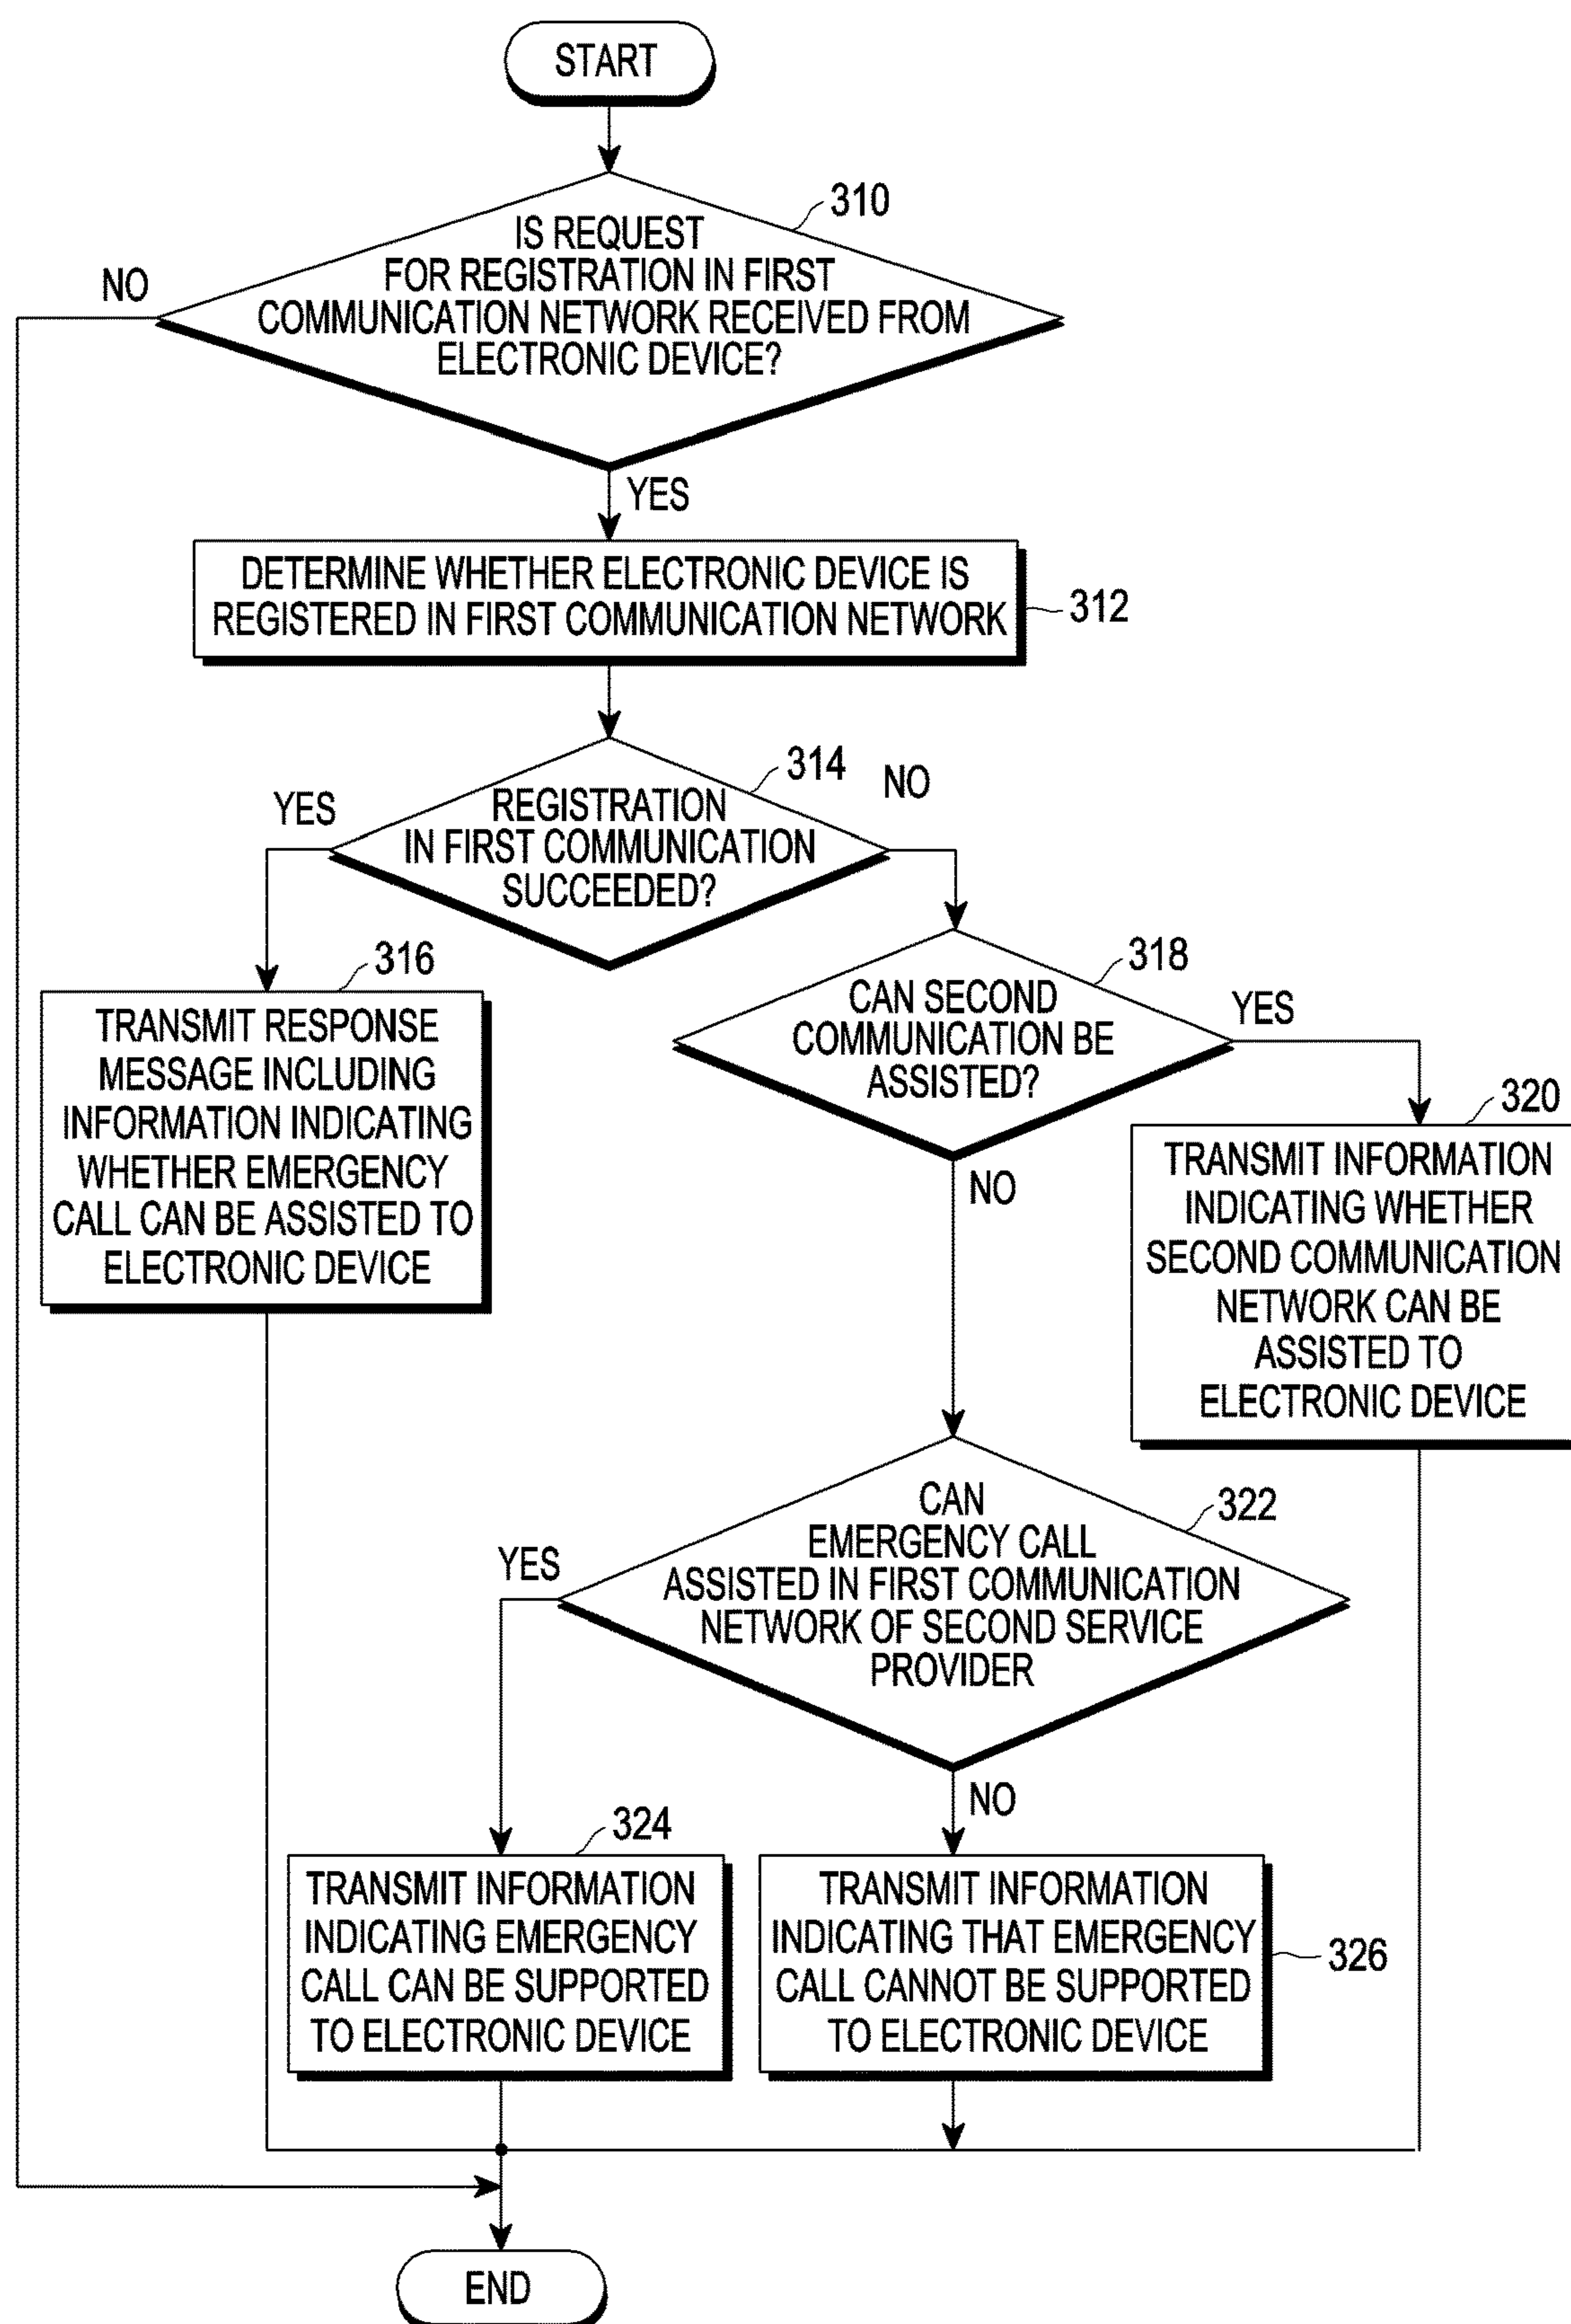 START
310
IS REQUEST
FOR REGISTRATION IN FIRST
COMMUNICATION NETWORK RECEIVED FROM
ELECTRONIC DEVICE?
NO
YES
DETERMINE WHETHER ELECTRONIC DEVICE IS
REGISTERED IN FIRST COMMUNICATION NETWORK
312
314
YES
NO
REGISTRATION
IN FIRST COMMUNICATION
SUCCEEDED?
316
TRANSMIT RESPONSE
MESSAGE INCLUDING
INFORMATION INDICATING
WHETHER EMERGENCY
CALL CAN BE ASSISTED TO
ELECTRONIC DEVICE
318
CAN SECOND
COMMUNICATION BE
ASSISTED?
YES
NO
320
TRANSMIT INFORMATION
INDICATING WHETHER
SECOND COMMUNICATION
NETWORK CAN BE
ASSISTED TO
ELECTRONIC DEVICE
322
CAN
EMERGENCY CALL
ASSISTED IN FIRST COMMUNICATION
NETWORK OF SECOND SERVICE
PROVIDER
YES
NO
324
TRANSMIT INFORMATION
INDICATING EMERGENCY
CALL CAN BE SUPPORTED
TO ELECTRONIC DEVICE
TRANSMIT INFORMATION
INDICATING THAT EMERGENCY
CALL CANNOT BE SUPPORTED
TO ELECTRONIC DEVICE
326
END